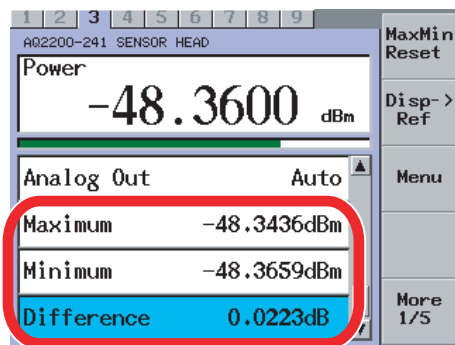 1 2 3 4 5 6 7 8 9
AQ2200-241 SENSOR HEAD
Power
-48.3600 dBm
Analog Out Auto
Maximum -48.3436dBm
Minimum -48.3659dBm
Difference 0.0223dB
MaxMin
Reset
Disp->
Ref
Menu
More
1/5